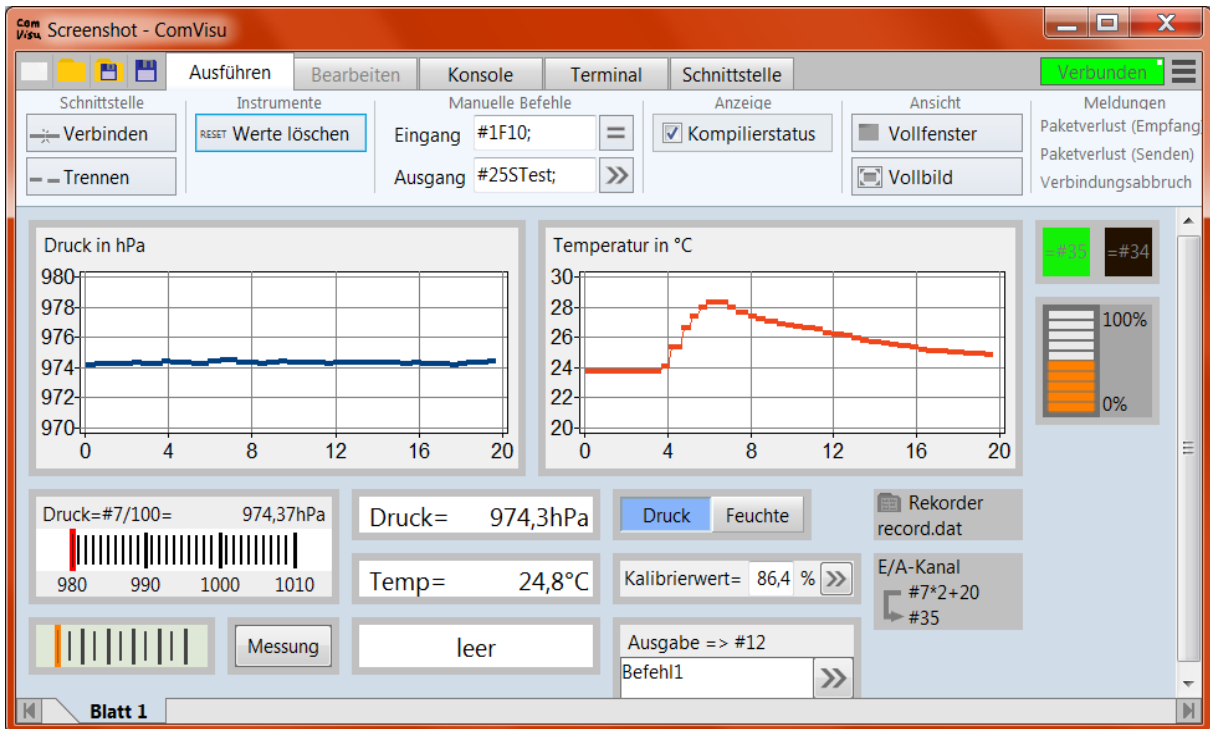 Com
Visu Screenshot - ComVisu
X
Ausführen Bearbeiten Konsole Terminal Schnittstelle Verbunden
Schnittstelle Instrumente Manuelle Befehle Anzeige Ansicht Meldungen
Verbinden RESET Werte löschen Eingang #1F10; = Kompilierstatus Vollfenster Paketverlust (Empfang)
Paketverlust (Senden)
Trennen Ausgang #25STest; Vollbild Verbindungsabbruch
Druck in hPa
980
978
976
974
972
970
0 4 8 12 16 20
Temperatur in °C
30
28
26
24
22
20
0 4 8 12 16 20
=#35 =#34
100%
0%
Druck=#7/100= 974,37hPa
980 990 1000 1010
Druck= 974,3hPa
Druck Feuchte
Rekorder
record.dat
Temp= 24,8°C
Kalibrierwert= 86,4 %
E/A-Kanal
#7*2+20
#35
Messung
leer
Ausgabe => #12
Befehl1
Blatt 1